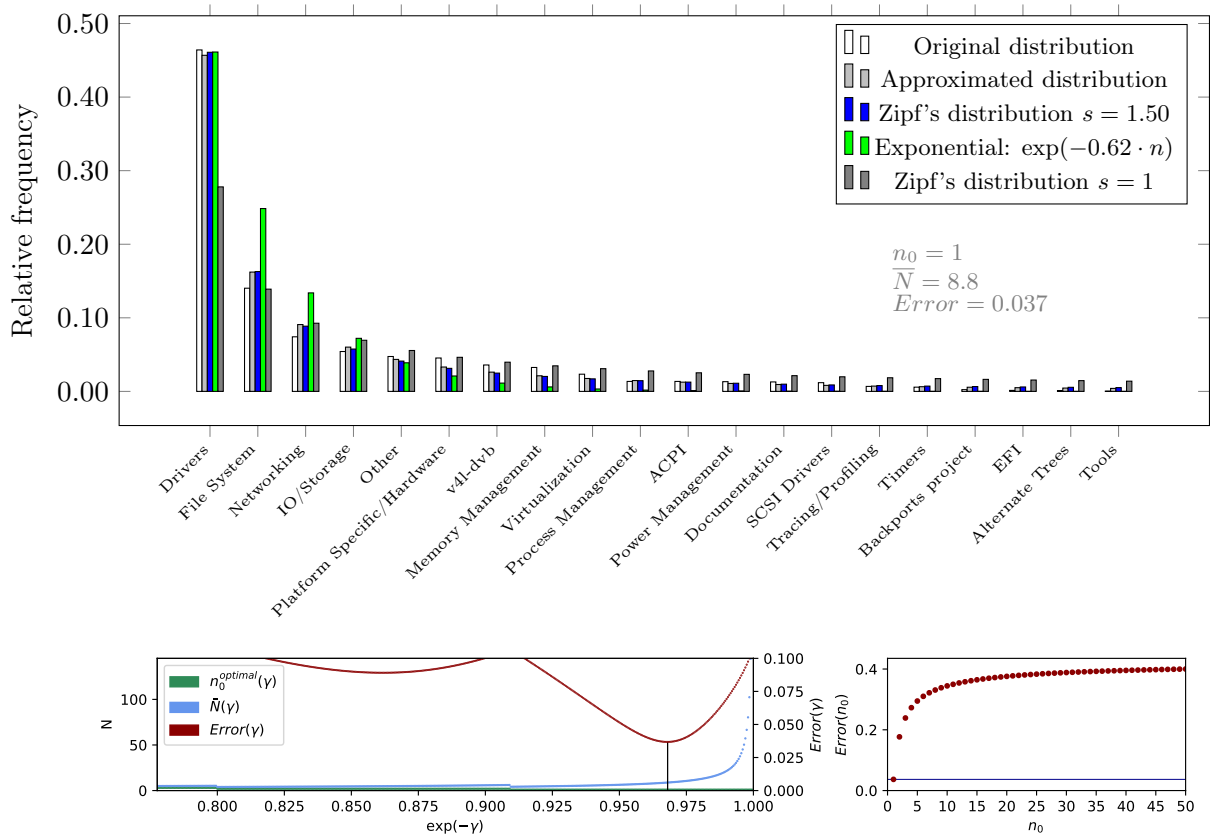 0.50
0.40
0.30
0.20
0.10
0.00
Relative frequency
Original distribution
Approximated distribution
Zipf's distribution s = 1.50
Exponential: exp(−0.62 · n)
Zipf's distribution s = 1
n₀ = 1
N̅ = 8.8
Error = 0.037
Drivers
File System
Networking
IO/Storage
Other
Platform Specific/Hardware
v4l-dvb
Memory Management
Virtualization
Process Management
ACPI
Power Management
Documentation
SCSI Drivers
Tracing/Profiling
Timers
Backports project
EFI
Alternate Trees
Tools
N
100
50
0
n₀^optimal(γ)
N̄(γ)
Error(γ)
0.800 0.825 0.850 0.875 0.900 0.925 0.950 0.975 1.000
exp(−γ)
0.100
0.075
0.050
0.025
0.000
Error(γ)
Error(n₀)
0.4
0.2
0.0
0 5 10 15 20 25 30 35 40 45 50
n₀